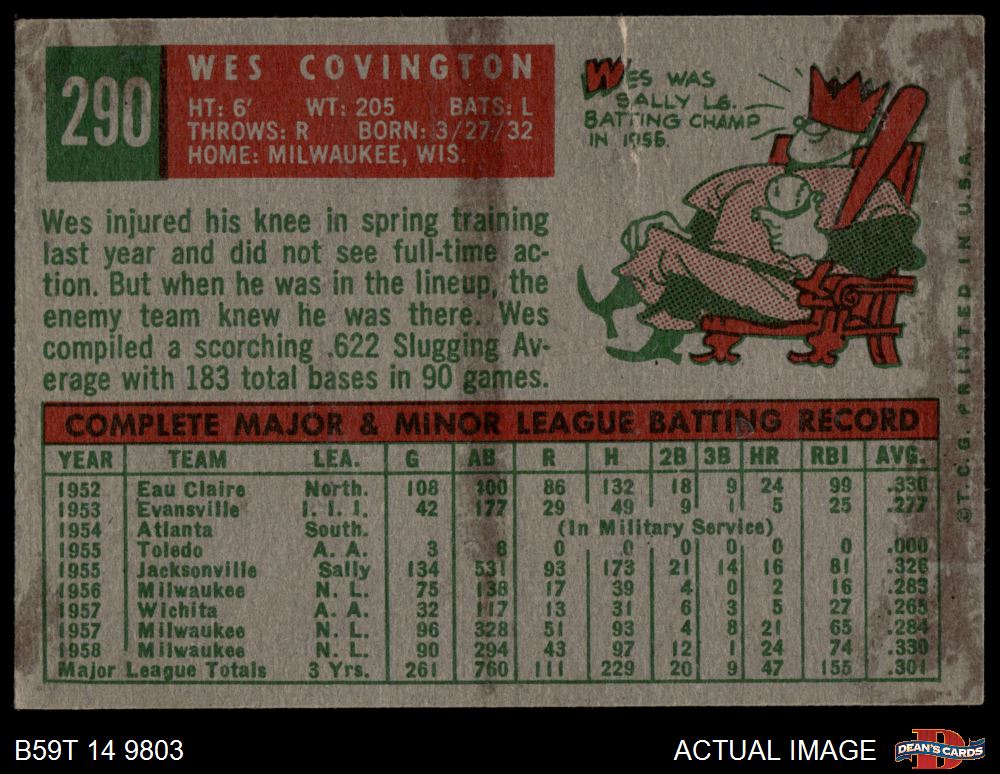 290
WES COVINGTON
HT: 6' WT: 205 BATS: L
THROWS: R BORN: 3/27/32
HOME: MILWAUKEE, WIS.
WES WAS
SALLY LG.
BATTING CHAMP
IN 1955.
Wes injured his knee in spring training
last year and did not see full-time ac-
tion. But when he was in the lineup, the
enemy team knew he was there. Wes
compiled a scorching .622 Slugging Av-
erage with 183 total bases in 90 games.
COMPLETE MAJOR & MINOR LEAGUE BATTING RECORD
YEAR TEAM LEA. G AB R H 2B 3B HR RBI AVG.
1952 Eau Claire North. 108 400 86 132 18 9 24 99 .330
1953 Evansville I. I. I. 42 177 29 49 9 1 5 25 .277
1954 Atlanta South. (In Military Service)
1955 Toledo A. A. 3 8 0 0 0 0 0 0 .000
1955 Jacksonville Sally 134 531 93 173 21 14 16 81 .326
1956 Milwaukee N. L. 75 138 17 39 4 0 2 16 .283
1957 Wichita A. A. 32 117 13 31 6 3 5 27 .265
1957 Milwaukee N. L. 96 328 51 93 4 8 21 65 .284
1958 Milwaukee N. L. 90 294 43 97 12 1 24 74 .330
Major League Totals 3 Yrs. 261 760 111 229 20 9 47 155 .301
©T.C.G. PRINTED IN U.S.A.
B59T 14 9803
ACTUAL IMAGE
D
DEAN'S CARDS